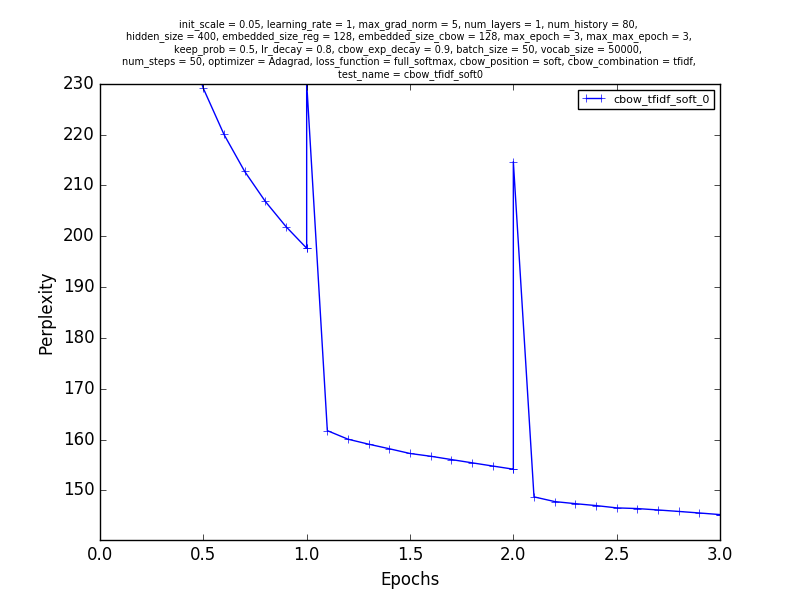 init_scale = 0.05, learning_rate = 1, max_grad_norm = 5, num_layers = 1, num_history = 80,
hidden_size = 400, embedded_size_reg = 128, embedded_size_cbow = 128, max_epoch = 3, max_max_epoch = 3,
keep_prob = 0.5, lr_decay = 0.8, cbow_exp_decay = 0.9, batch_size = 50, vocab_size = 50000,
num_steps = 50, optimizer = Adagrad, loss_function = full_softmax, cbow_position = soft, cbow_combination = tfidf,
test_name = cbow_tfidf_soft0
cbow_tfidf_soft_0
230
220
210
200
190
180
170
160
150
Perplexity
0.0 0.5 1.0 1.5 2.0 2.5 3.0
Epochs